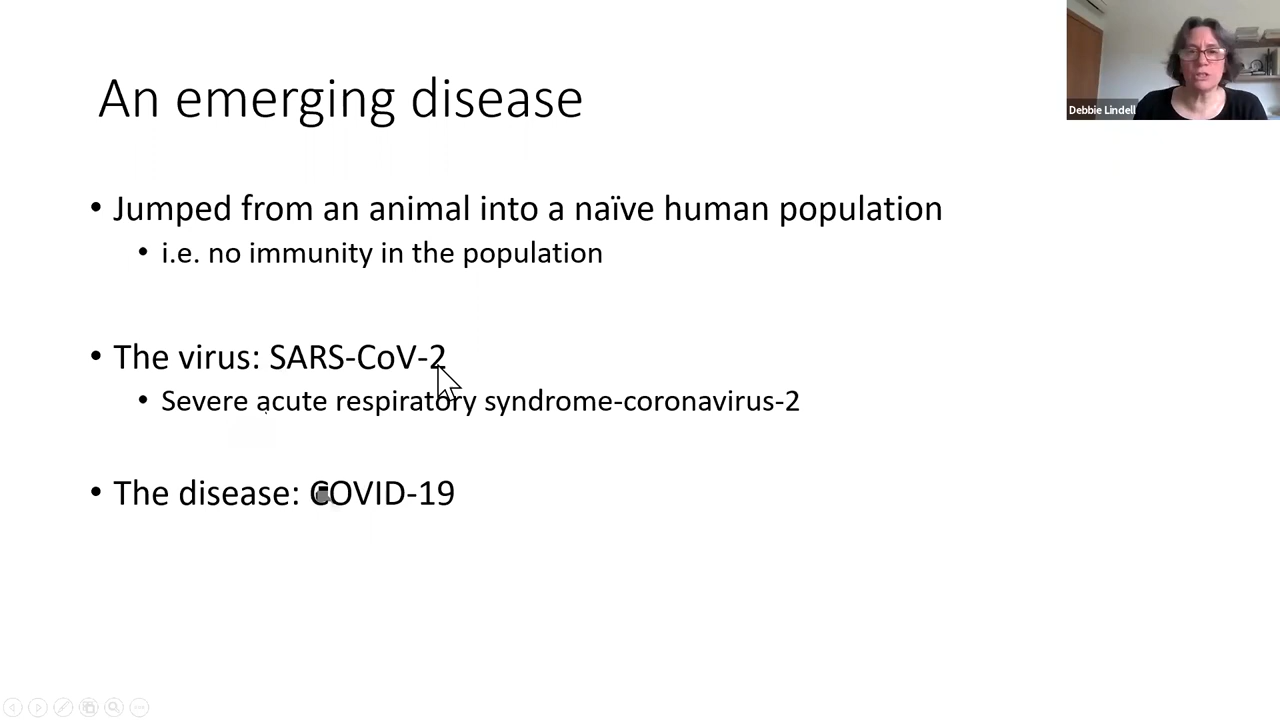 An emerging disease
Debbie Lindell
• Jumped from an animal into a naïve human population
• i.e. no immunity in the population
• The virus: SARS-CoV-2
• Severe acute respiratory syndrome-coronavirus-2
• The disease: COVID-19